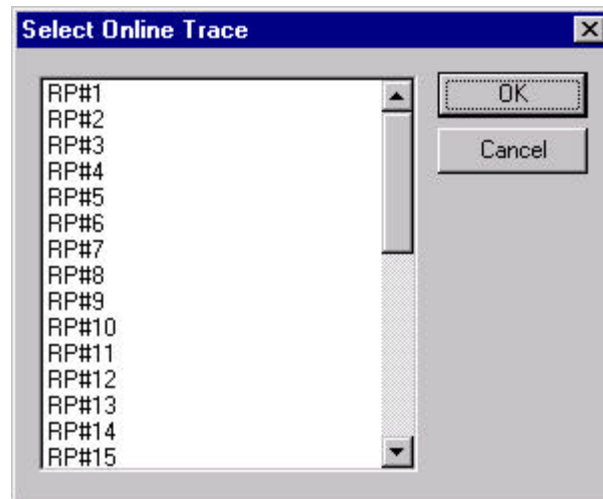 Select Online Trace
RP#1
RP#2
RP#3
RP#4
RP#5
RP#6
RP#7
RP#8
RP#9
RP#10
RP#11
RP#12
RP#13
RP#14
RP#15
OK
Cancel